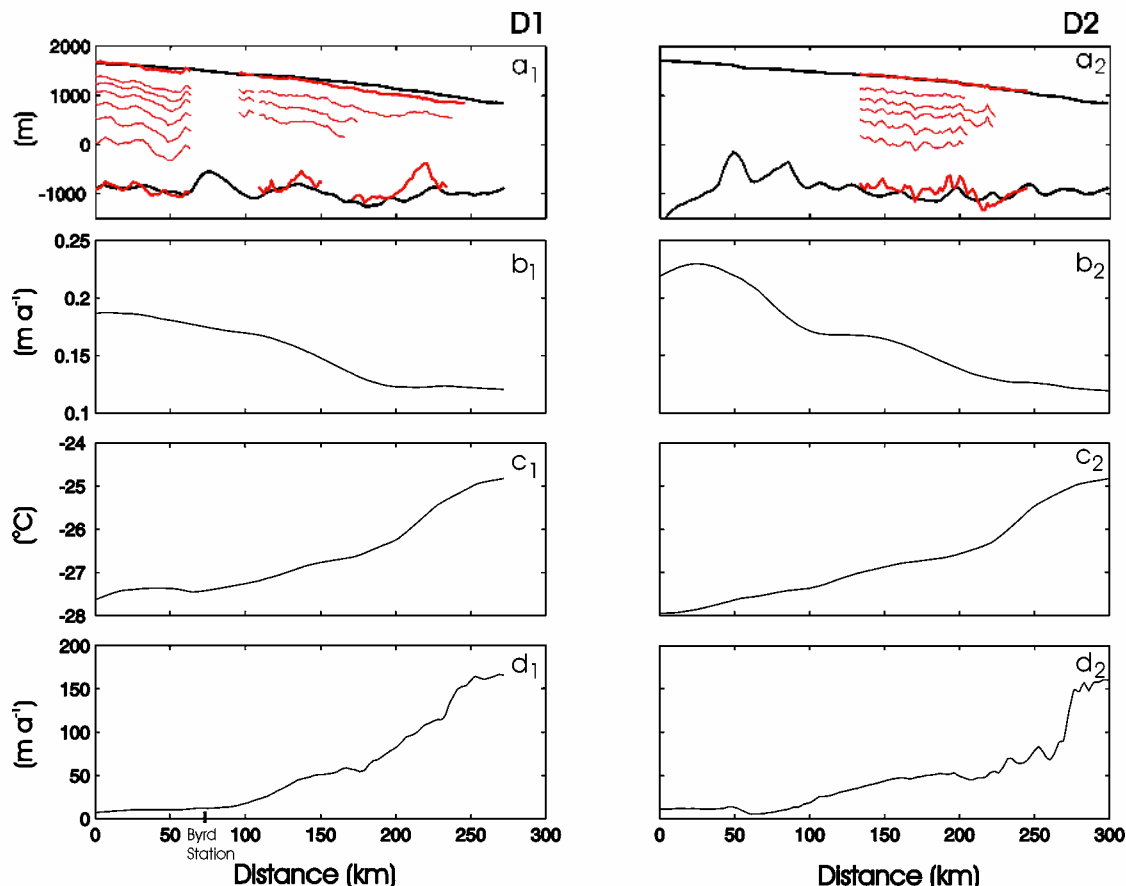 D1
D2
2000
1000
0
-1000
(m)
a1
a2
0.25
0.2
0.15
0.1
(m a-1)
b1
b2
-24
-25
-26
-27
-28
(°C)
c1
c2
200
150
100
50
0
(m a-1)
d1
d2
0 50 100 150 200 250 300
0 50 100 150 200 250 300
Byrd
Station
Distance (km)
Distance (km)